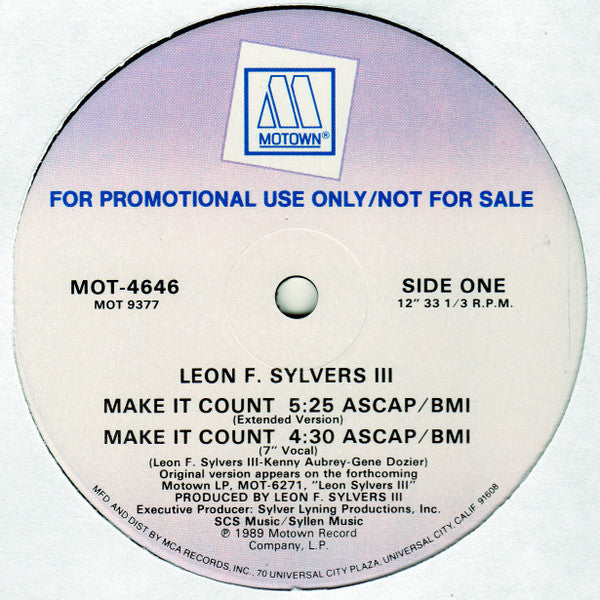 MOTOWN®
FOR PROMOTIONAL USE ONLY/NOT FOR SALE
MOT-4646
MOT 9377
SIDE ONE
12" 33 1/3 R.P.M.
LEON F. SYLVERS III
MAKE IT COUNT 5:25 ASCAP/BMI
(Extended Version)
MAKE IT COUNT 4:30 ASCAP/BMI
(7" Vocal)
(Leon F. Sylvers III-Kenny Aubrey-Gene Dozier)
Original version appears on the forthcoming
Motown LP, MOT-6271, "Leon Sylvers III"
PRODUCED BY LEON F. SYLVERS III
Executive Producer: Sylver Lyning Productions, Inc.
SCS Music/Syllen Music
℗ 1989 Motown Record
Company, L.P.
MFD AND DIST BY MCA RECORDS, INC., 70 UNIVERSAL CITY PLAZA, UNIVERSAL CITY CALIF. 91608